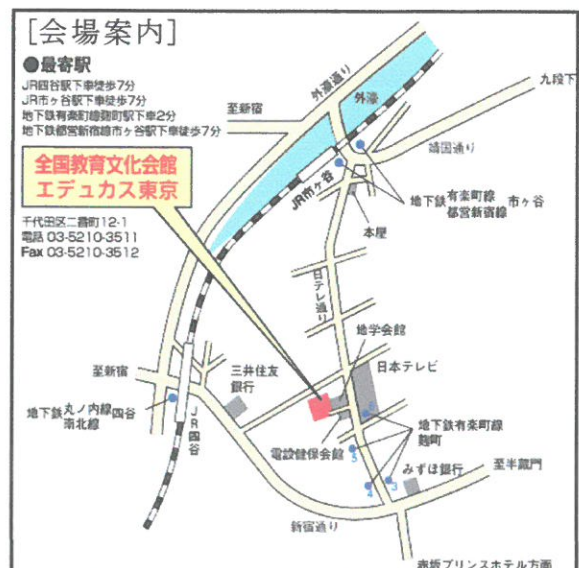 [会場案内]
●最寄駅
JR四谷駅下車徒歩7分
JR市ヶ谷駅下車徒歩7分
地下鉄有楽町線麹町駅下車2分
地下鉄都営新宿線市ヶ谷駅下車徒歩7分
全国教育文化会館
エデュカス東京
千代田区二番町12-1
電話 03-5210-3511
Fax 03-5210-3512
至新宿
外濠通り
外濠
九段下
靖国通り
JR市ヶ谷
地下鉄 有楽町線 市ヶ谷
都営新宿線
本屋
日テレ通り
地学会館
日本テレビ
至新宿
三井住友
銀行
地下鉄 丸ノ内線 四谷
南北線
JR四谷
6
地下鉄有楽町線
麹町
電設健保会館
5
みずほ銀行
至半蔵門
4
3
新宿通り
赤坂プリンスホテル方面